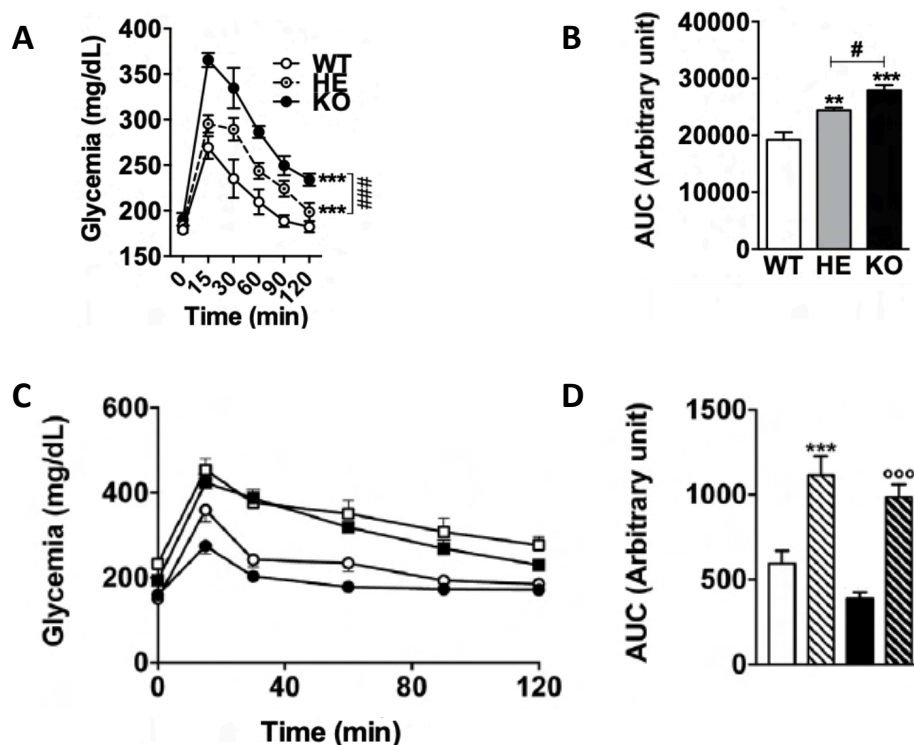 A
Glycemia (mg/dL)
400
350
300
250
200
150
WT
HE
KO
***
***
###
0
15
30
60
90
120
Time (min)
B
AUC (Arbitrary unit)
40000
30000
20000
10000
0
#
**
***
WT HE KO
C
Glycemia (mg/dL)
600
400
200
0
0 40 80 120
Time (min)
D
AUC (Arbitrary unit)
1500
1000
500
0
***
°°°